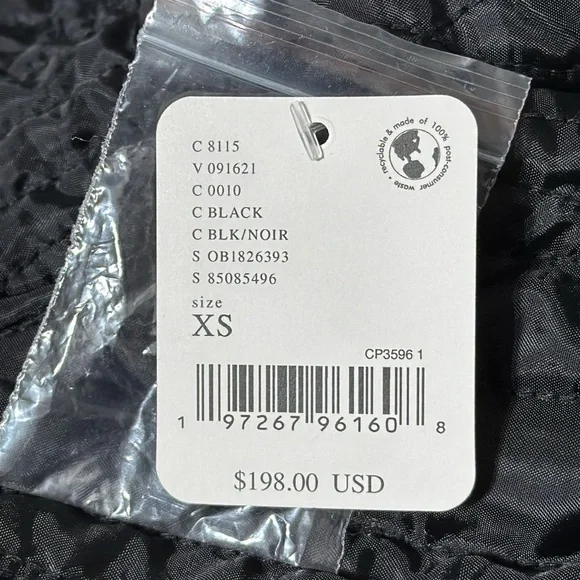 recyclable & made of 100% post-consumer waste •
C 8115
V 091621
C 0010
C BLACK
C BLK/NOIR
S OB1826393
S 85085496
size
XS
CP3596 1
1 97267 96160 8
$198.00 USD